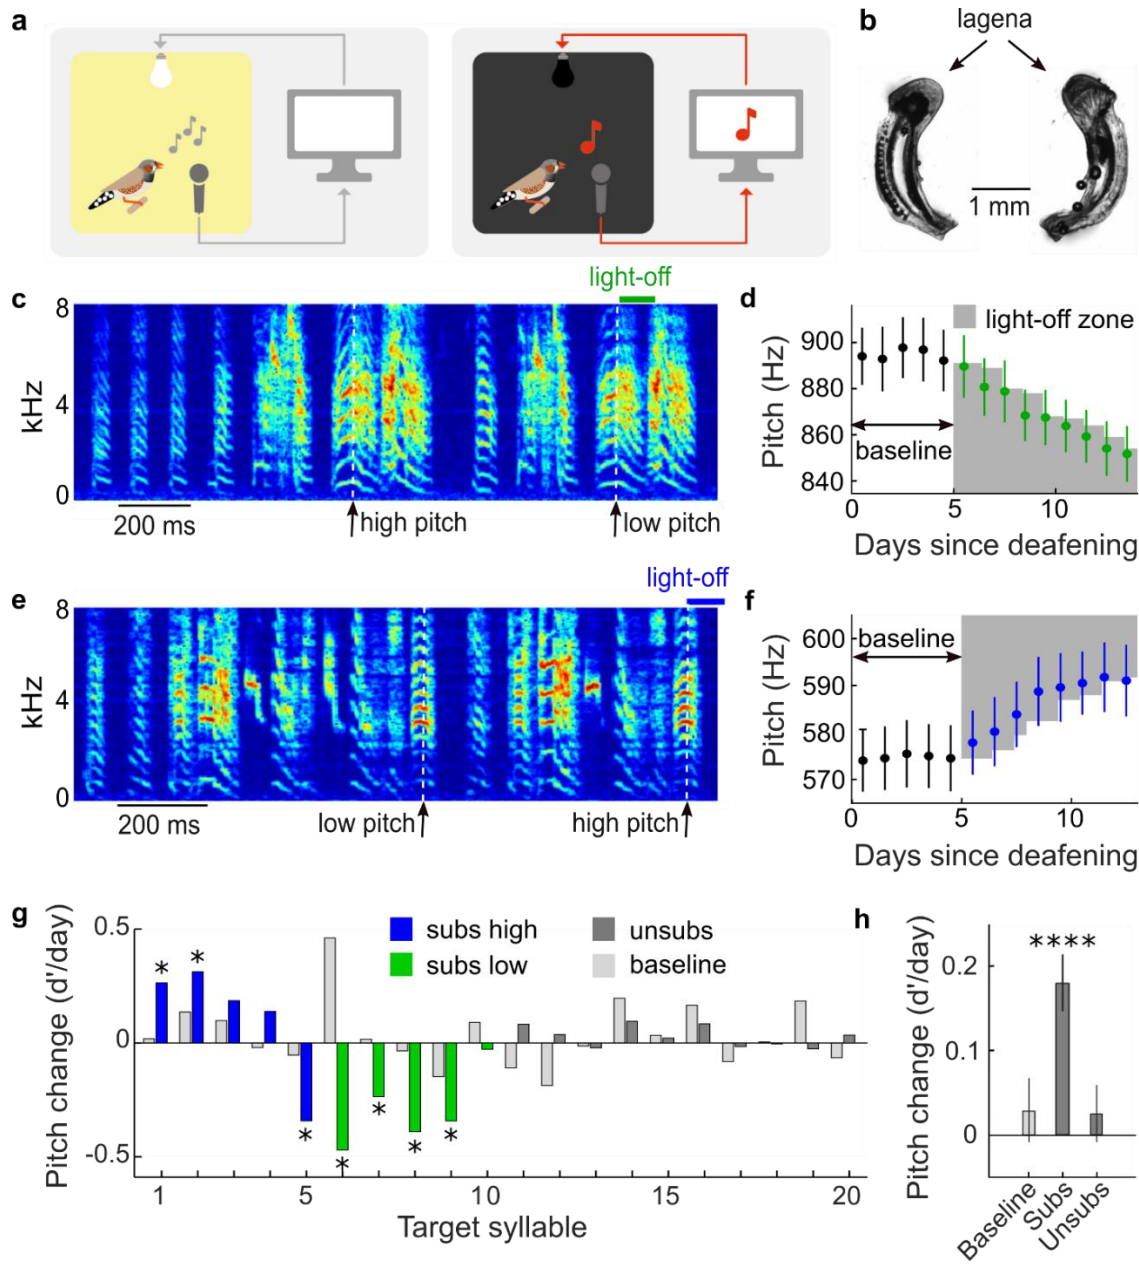 a
b
lagena
1 mm
c
light-off
8
4
0
kHz
200 ms
high pitch
low pitch
d
light-off zone
900
880
860
840
Pitch (Hz)
baseline
0
5
10
Days since deafening
e
light-off
8
4
0
kHz
200 ms
low pitch
high pitch
f
baseline
600
590
580
570
Pitch (Hz)
0
5
10
Days since deafening
g
0.5
0
-0.5
Pitch change (d'/day)
subs high
subs low
unsubs
baseline
* * * * * * * *
1
5
10
15
20
Target syllable
h
****
0.2
0.1
0
Pitch change (d'/day)
Baseline
Subs
Unsubs